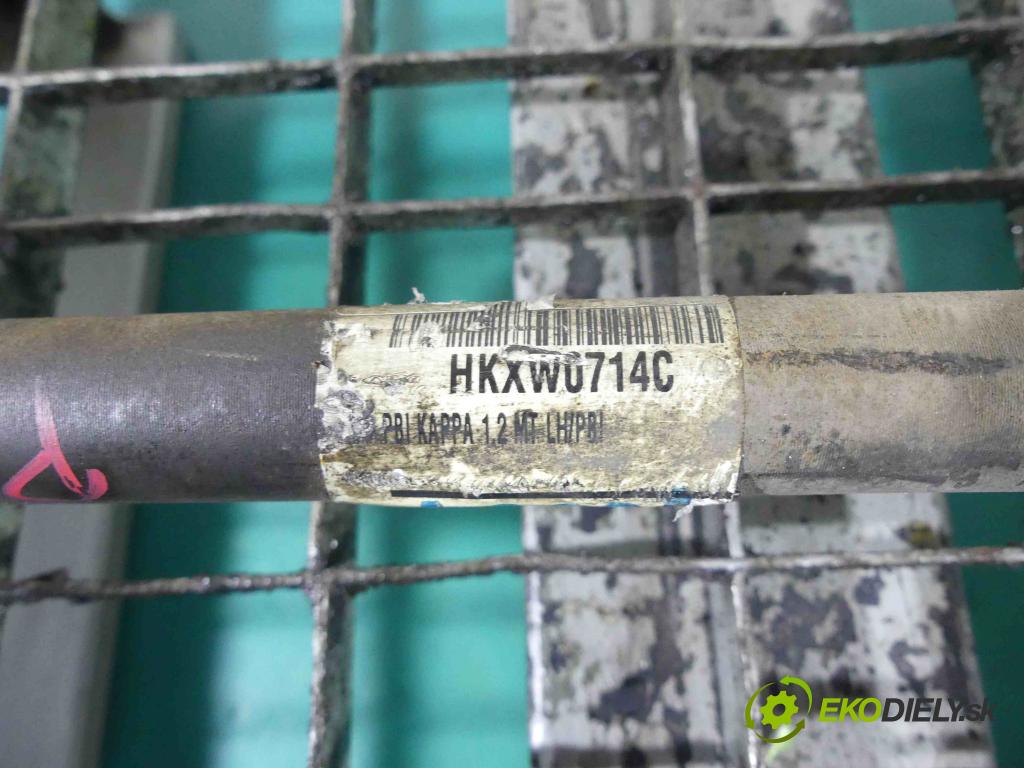 HKXW0714C
PBI KAPPA 1.2 MT LH/PBI
EKODIELY.sk